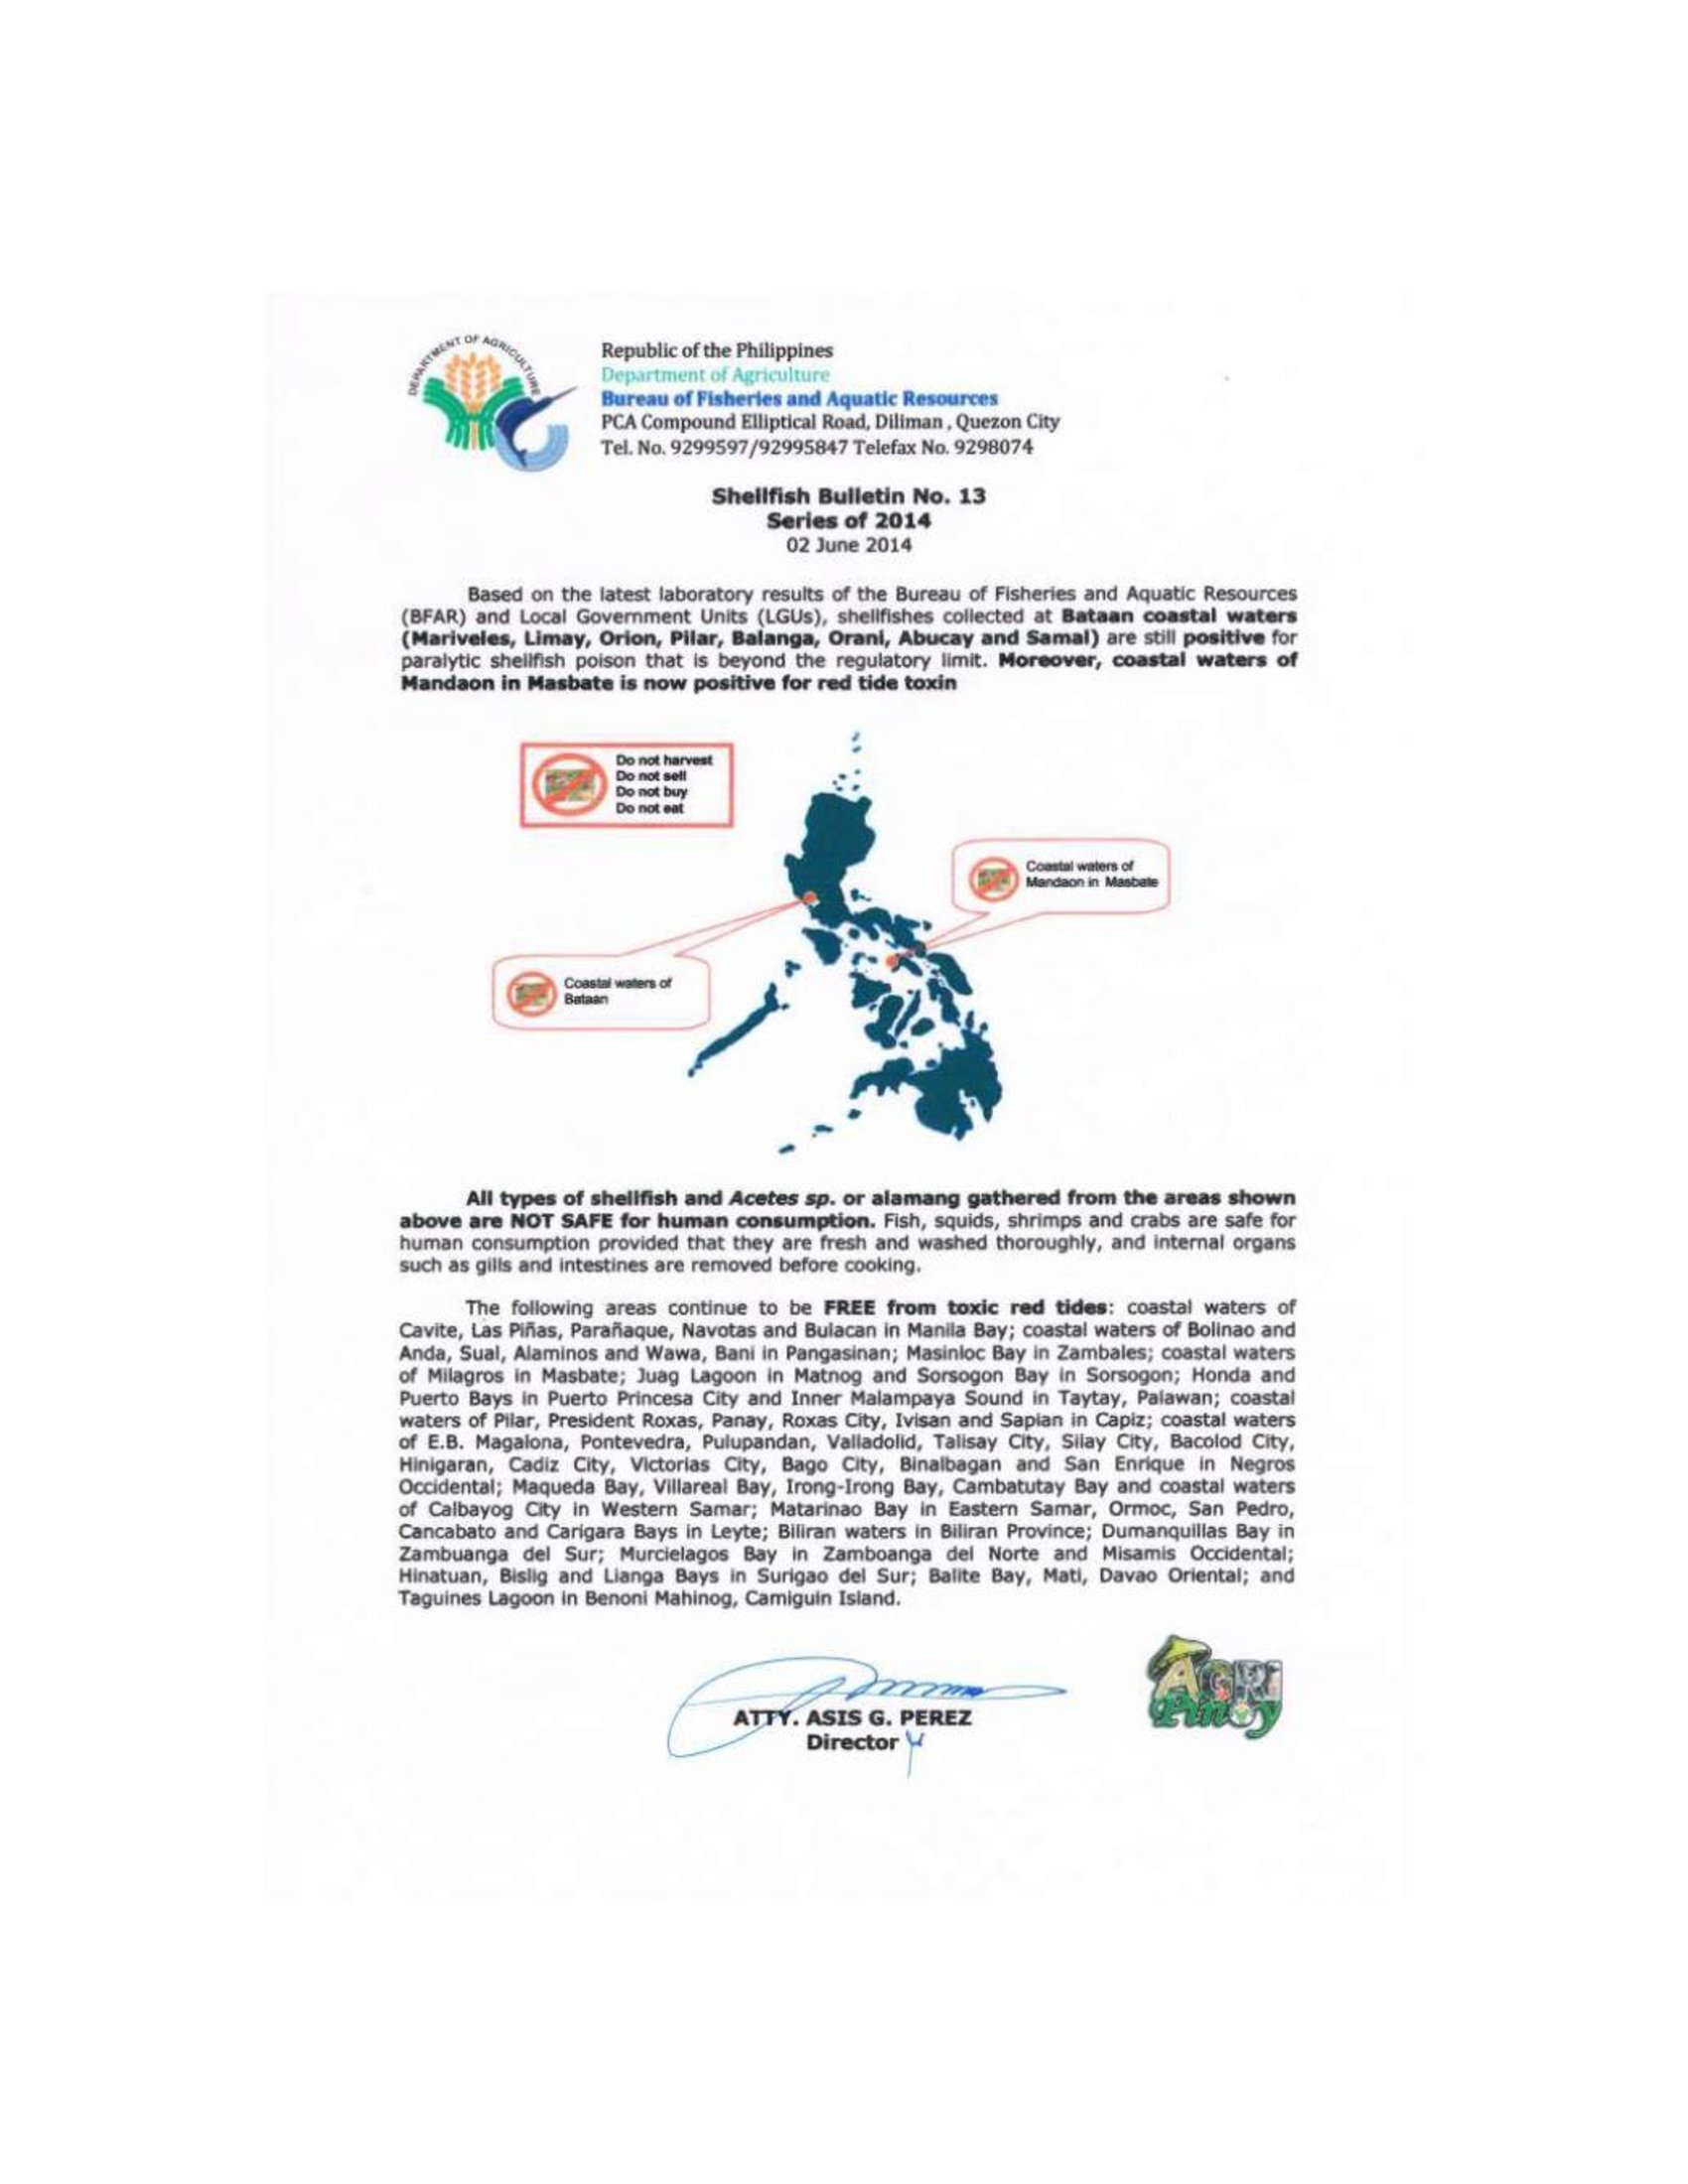 DEPARTMENT OF AGRICULTURE
Republic of the Philippines
Department of Agriculture
Bureau of Fisheries and Aquatic Resources
PCA Compound Elliptical Road, Diliman , Quezon City
Tel. No. 9299597/92995847 Telefax No. 9298074
Shellfish Bulletin No. 13
Series of 2014
02 June 2014
Based on the latest laboratory results of the Bureau of Fisheries and Aquatic Resources
(BFAR) and Local Government Units (LGUs), shellfishes collected at Bataan coastal waters
(Mariveles, Limay, Orion, Pilar, Balanga, Orani, Abucay and Samal) are still positive for
paralytic shellfish poison that is beyond the regulatory limit. Moreover, coastal waters of
Mandaon in Masbate is now positive for red tide toxin
Do not harvest
Do not sell
Do not buy
Do not eat
Coastal waters of
Mandaon in Masbate
Coastal waters of
Bataan
All types of shellfish and Acetes sp. or alamang gathered from the areas shown
above are NOT SAFE for human consumption. Fish, squids, shrimps and crabs are safe for
human consumption provided that they are fresh and washed thoroughly, and internal organs
such as gills and intestines are removed before cooking.
The following areas continue to be FREE from toxic red tides: coastal waters of
Cavite, Las Piñas, Parañaque, Navotas and Bulacan in Manila Bay; coastal waters of Bolinao and
Anda, Sual, Alaminos and Wawa, Bani in Pangasinan; Masinloc Bay in Zambales; coastal waters
of Milagros in Masbate; Juag Lagoon in Matnog and Sorsogon Bay in Sorsogon; Honda and
Puerto Bays in Puerto Princesa City and Inner Malampaya Sound in Taytay, Palawan; coastal
waters of Pilar, President Roxas, Panay, Roxas City, Ivisan and Sapian in Capiz; coastal waters
of E.B. Magalona, Pontevedra, Pulupandan, Valladolid, Talisay City, Silay City, Bacolod City,
Hinigaran, Cadiz City, Victorias City, Bago City, Binalbagan and San Enrique in Negros
Occidental; Maqueda Bay, Villareal Bay, Irong-Irong Bay, Cambatutay Bay and coastal waters
of Calbayog City in Western Samar; Matarinao Bay in Eastern Samar, Ormoc, San Pedro,
Cancabato and Carigara Bays in Leyte; Biliran waters in Biliran Province; Dumanquillas Bay in
Zambuanga del Sur; Murcielagos Bay in Zamboanga del Norte and Misamis Occidental;
Hinatuan, Bislig and Lianga Bays in Surigao del Sur; Balite Bay, Mati, Davao Oriental; and
Taguines Lagoon in Benoni Mahinog, Camiguin Island.
ATTY. ASIS G. PEREZ
Director
AGRI
Pinoy